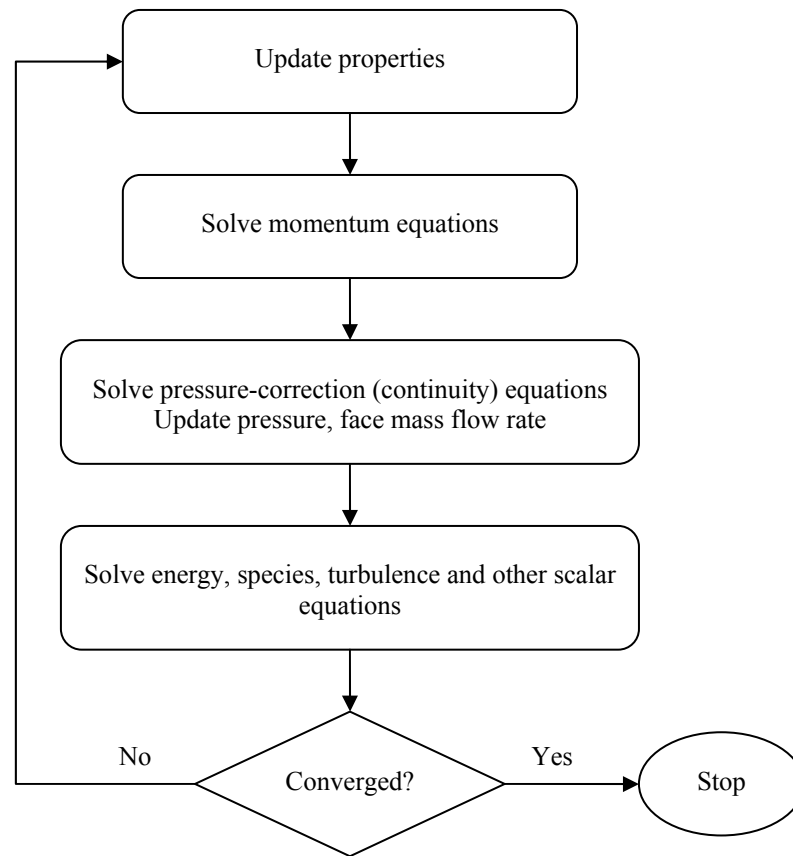 Update properties
Solve momentum equations
Solve pressure-correction (continuity) equations
Update pressure, face mass flow rate
Solve energy, species, turbulence and other scalar
equations
No
Converged?
Yes
Stop